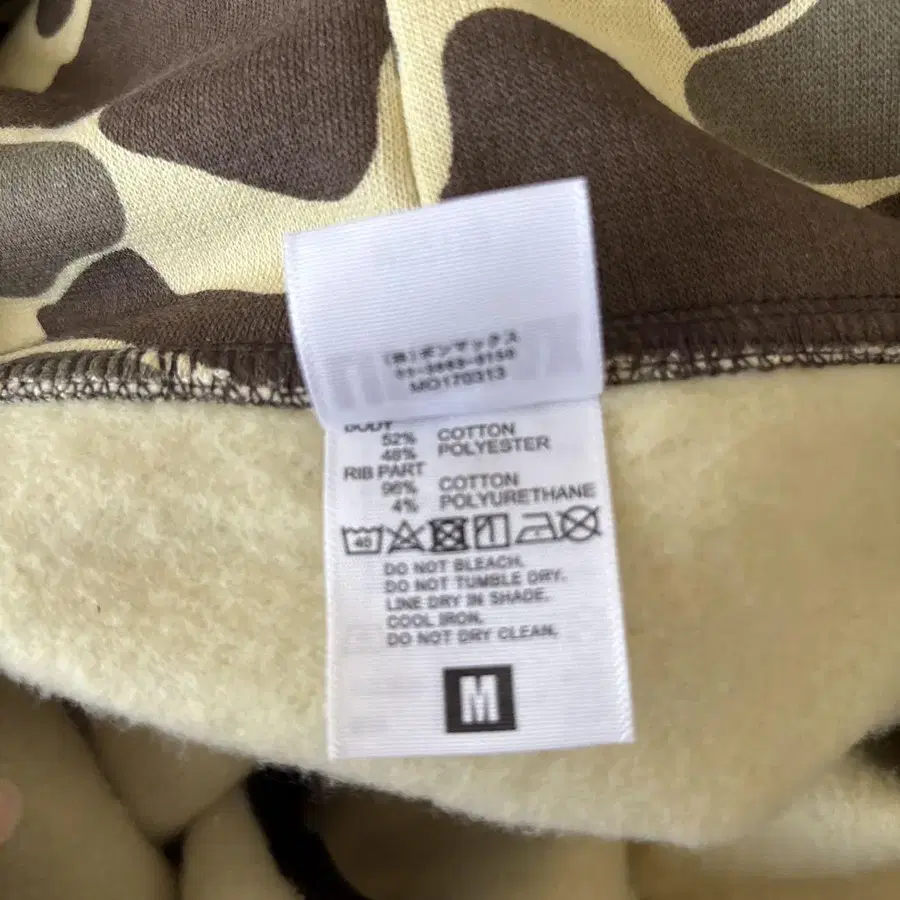 (株)ボンマックス
MO170313
BODY
52% COTTON
48% POLYESTER
RIB PART
96% COTTON
4% POLYURETHANE
40
DO NOT BLEACH.
DO NOT TUMBLE DRY.
LINE DRY IN SHADE.
COOL IRON.
DO NOT DRY CLEAN.
M